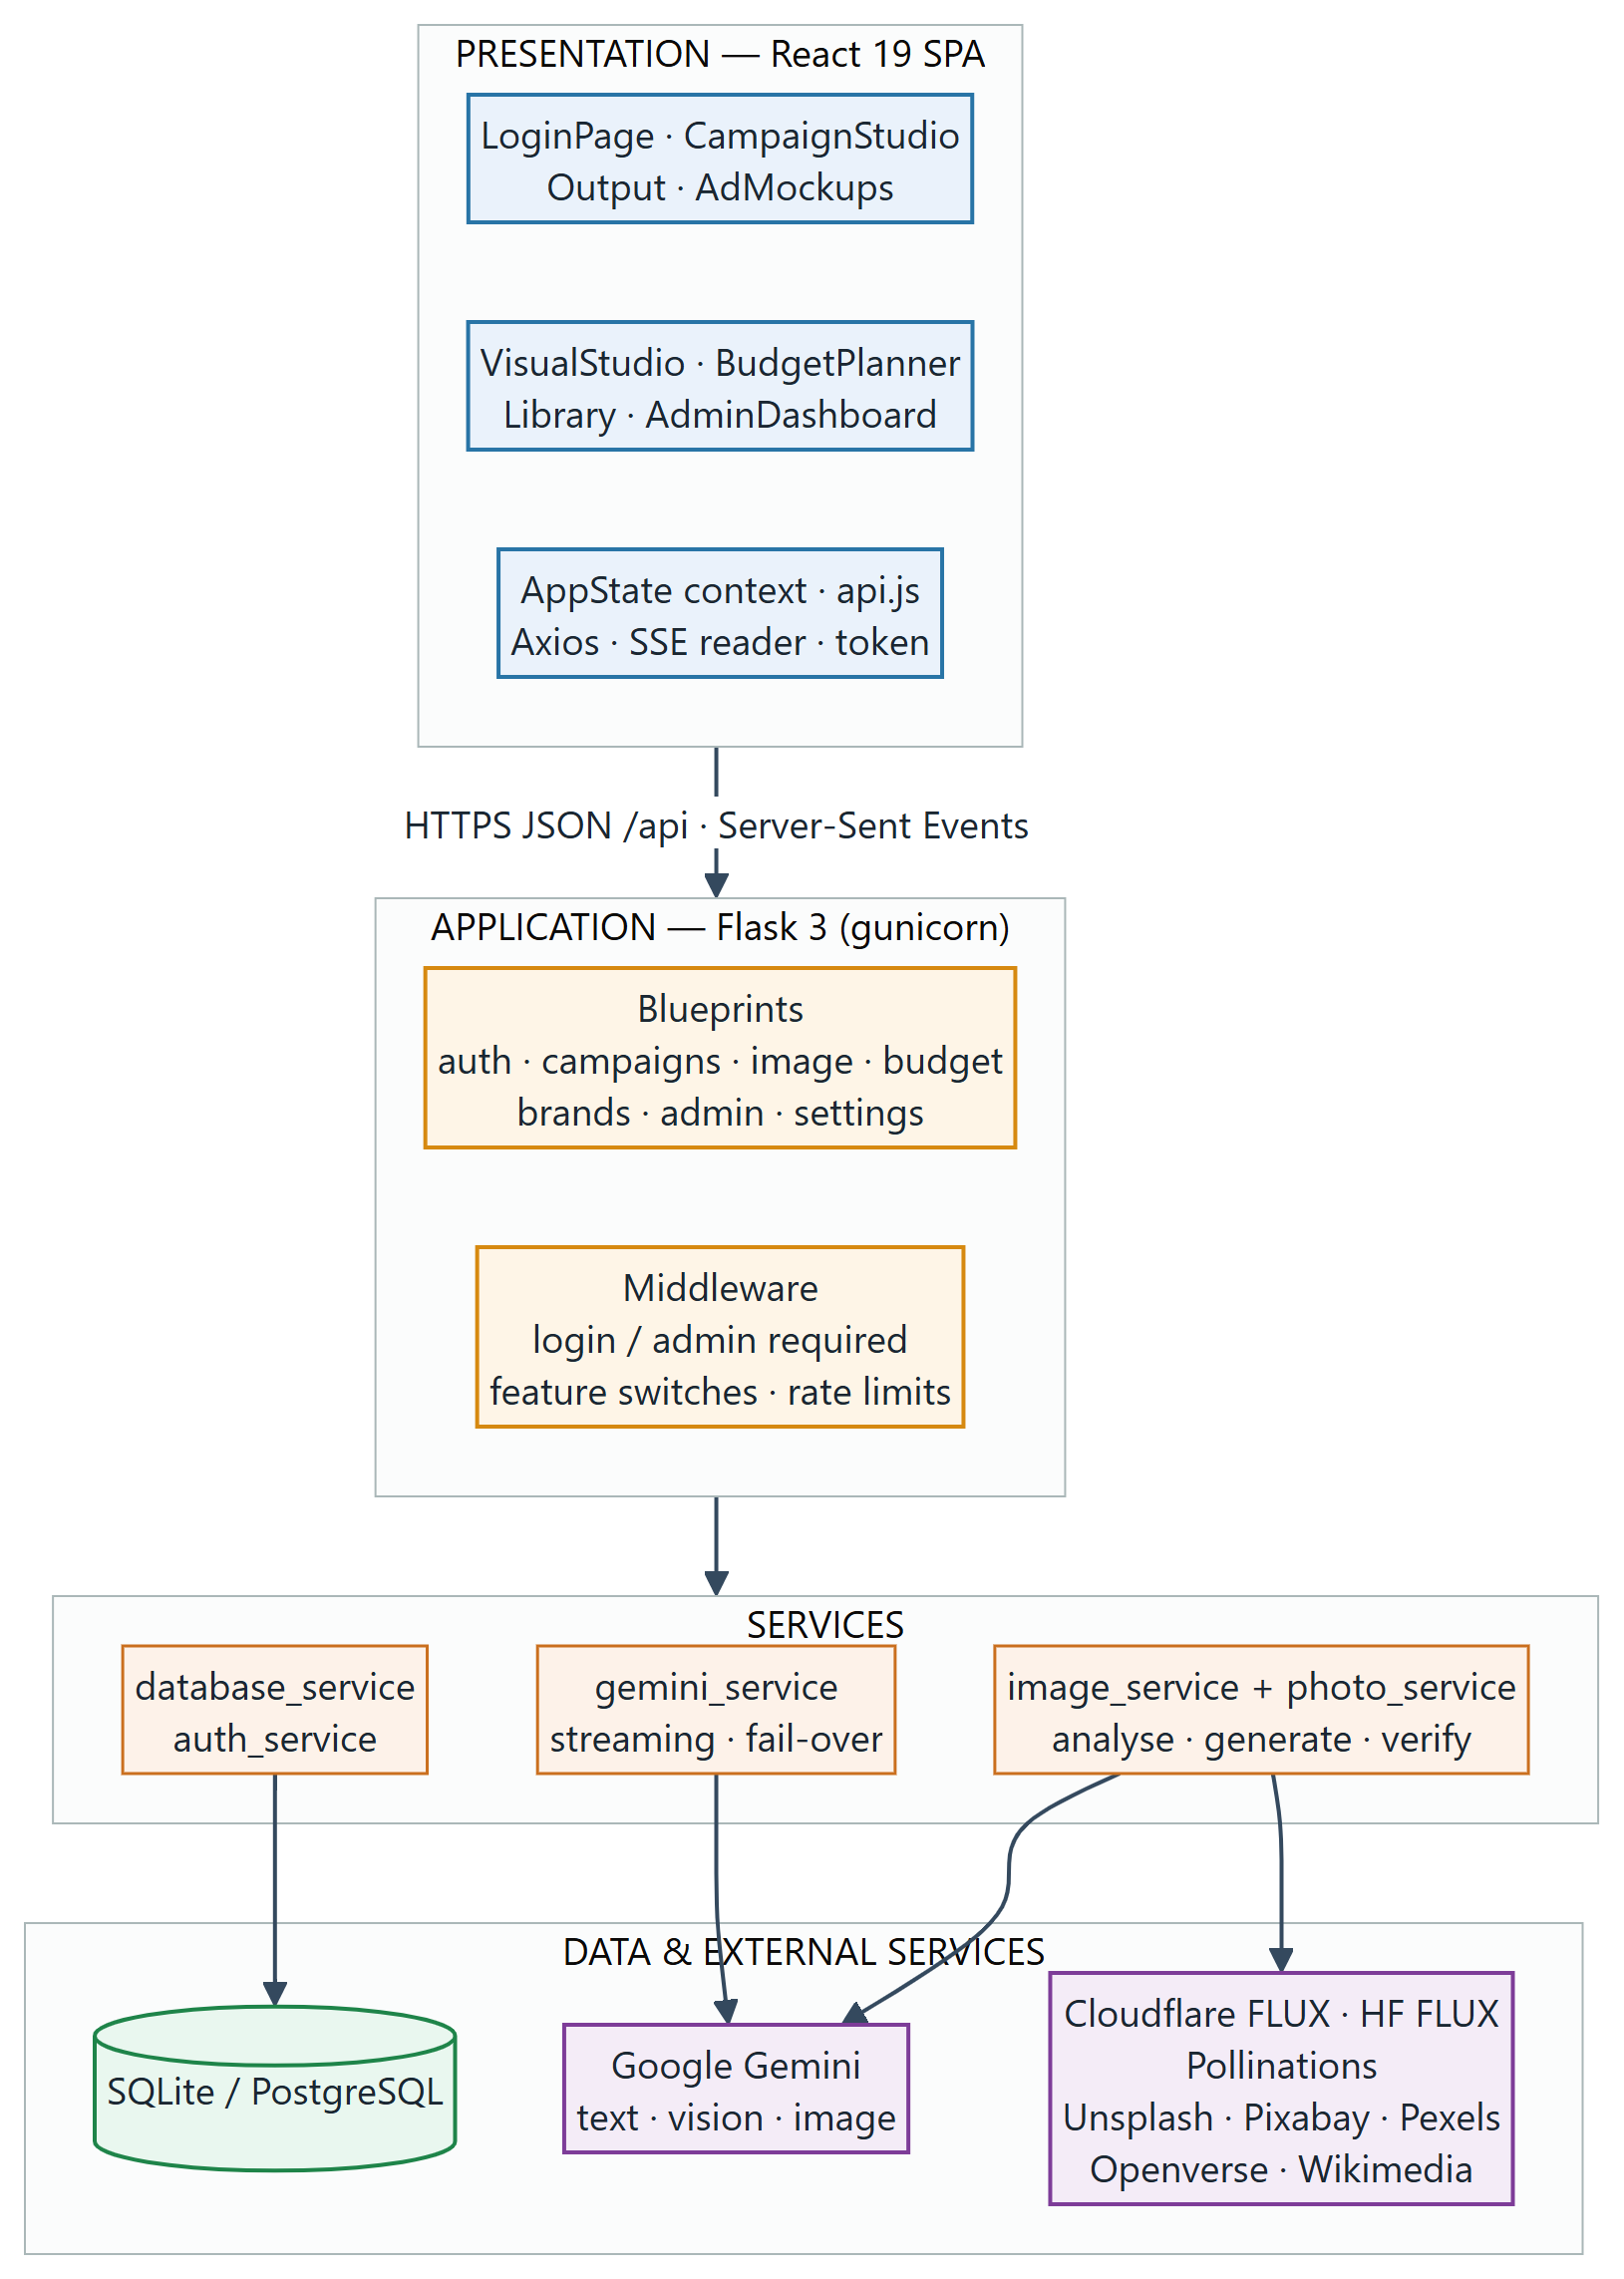 PRESENTATION — React 19 SPA
LoginPage · CampaignStudio
Output · AdMockups
VisualStudio · BudgetPlanner
Library · AdminDashboard
AppState context · api.js
Axios · SSE reader · token
HTTPS JSON /api · Server-Sent Events
APPLICATION — Flask 3 (gunicorn)
Blueprints
auth · campaigns · image · budget
brands · admin · settings
Middleware
login / admin required
feature switches · rate limits
SERVICES
database_service
auth_service
gemini_service
streaming · fail-over
image_service + photo_service
analyse · generate · verify
DATA & EXTERNAL SERVICES
SQLite / PostgreSQL
Google Gemini
text · vision · image
Cloudflare FLUX · HF FLUX
Pollinations
Unsplash · Pixabay · Pexels
Openverse · Wikimedia